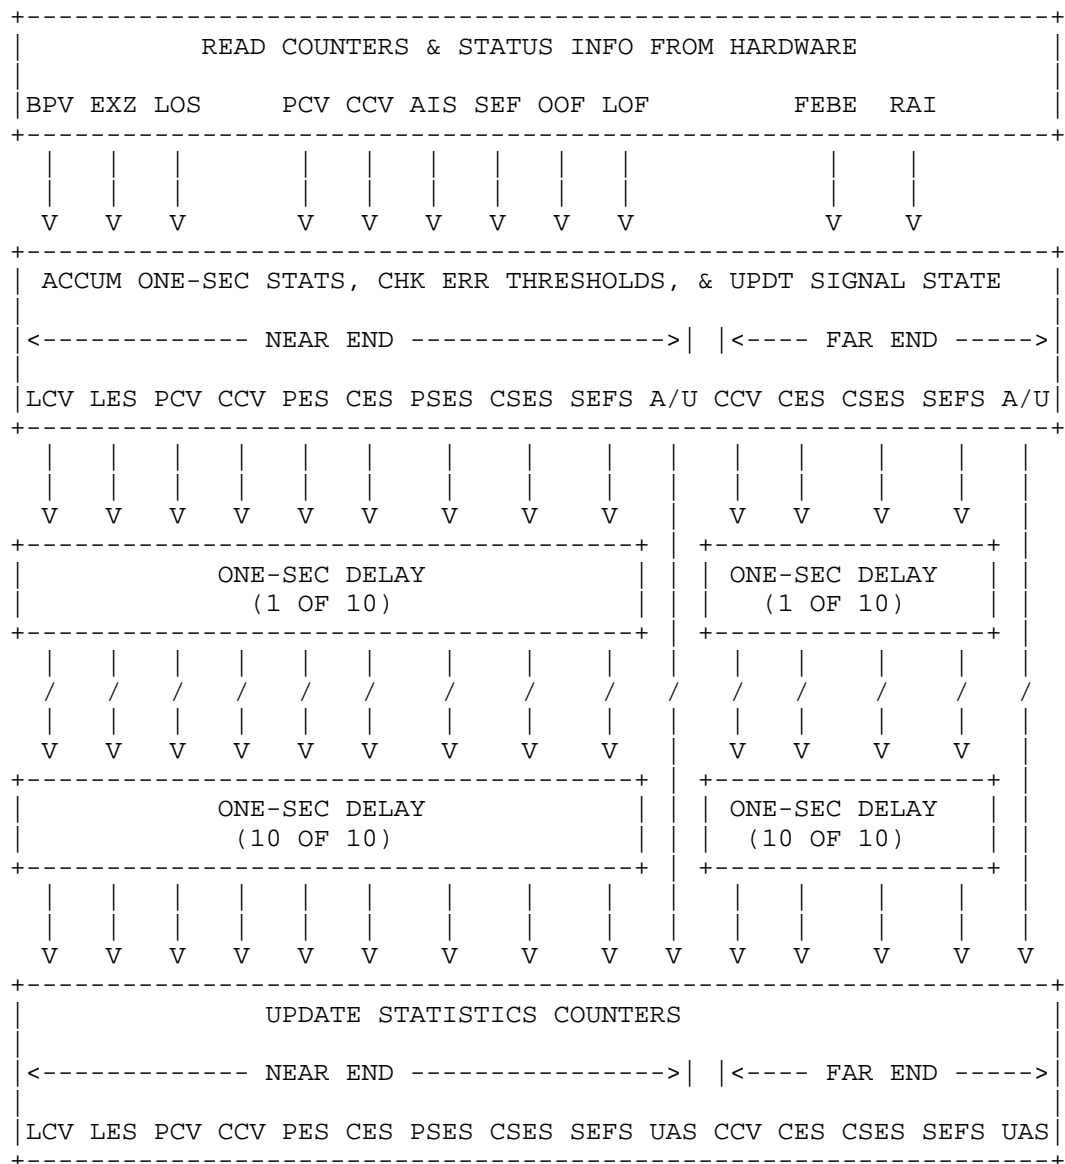 READ COUNTERS & STATUS INFO FROM HARDWARE
BPV EXZ LOS PCV CCV AIS SEF OOF LOF FEBE RAI
V V V V V V V V V V V
ACCUM ONE-SEC STATS, CHK ERR THRESHOLDS, & UPDT SIGNAL STATE
|<------------- NEAR END ---------------->| |<---- FAR END ----->|
|LCV LES PCV CCV PES CES PSES CSES SEFS A/U CCV CES CSES SEFS A/U|
V V V V V V V V V V V V V
ONE-SEC DELAY ONE-SEC DELAY
(1 OF 10) (1 OF 10)
/ / / / / / / / / / / / / / /
V V V V V V V V V V V V V
ONE-SEC DELAY ONE-SEC DELAY
(10 OF 10) (10 OF 10)
V V V V V V V V V V V V V V V
UPDATE STATISTICS COUNTERS
|<------------- NEAR END ---------------->| |<---- FAR END ----->|
|LCV LES PCV CCV PES CES PSES CSES SEFS UAS CCV CES CSES SEFS UAS|